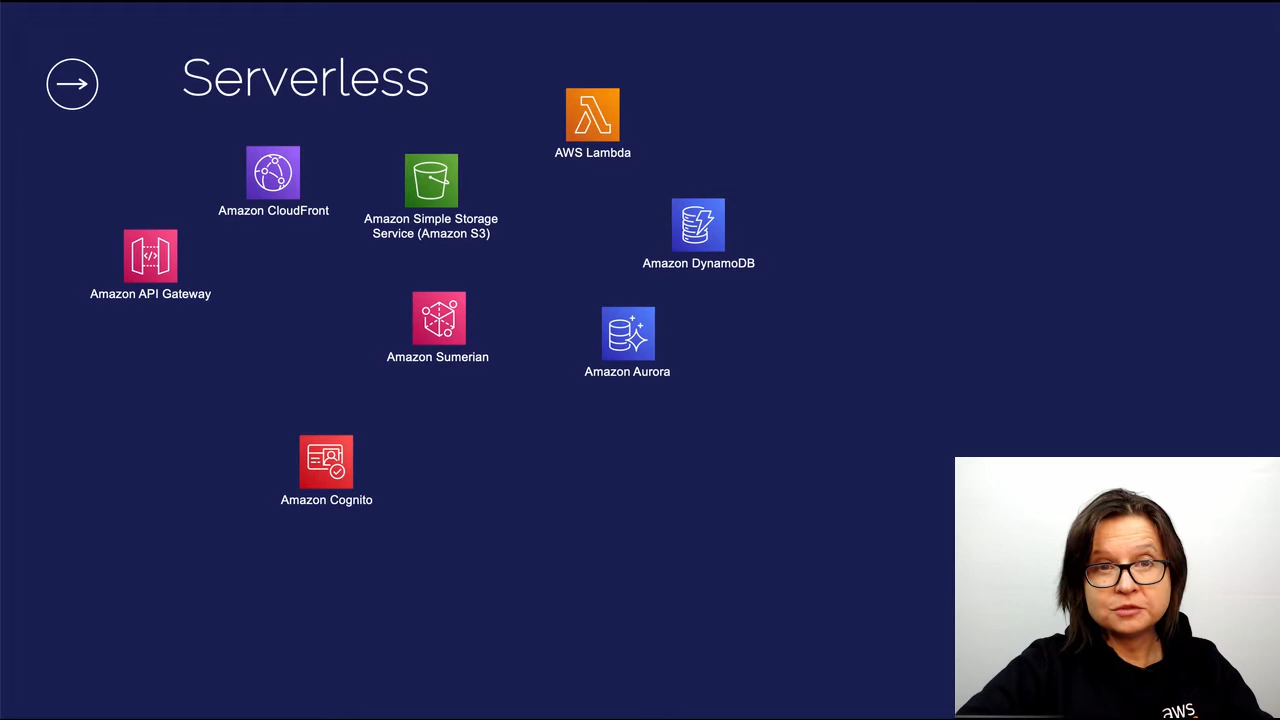 Serverless
AWS Lambda
Amazon CloudFront
Amazon Simple Storage
Service (Amazon S3)
Amazon DynamoDB
Amazon API Gateway
Amazon Sumerian
Amazon Aurora
Amazon Cognito
aws